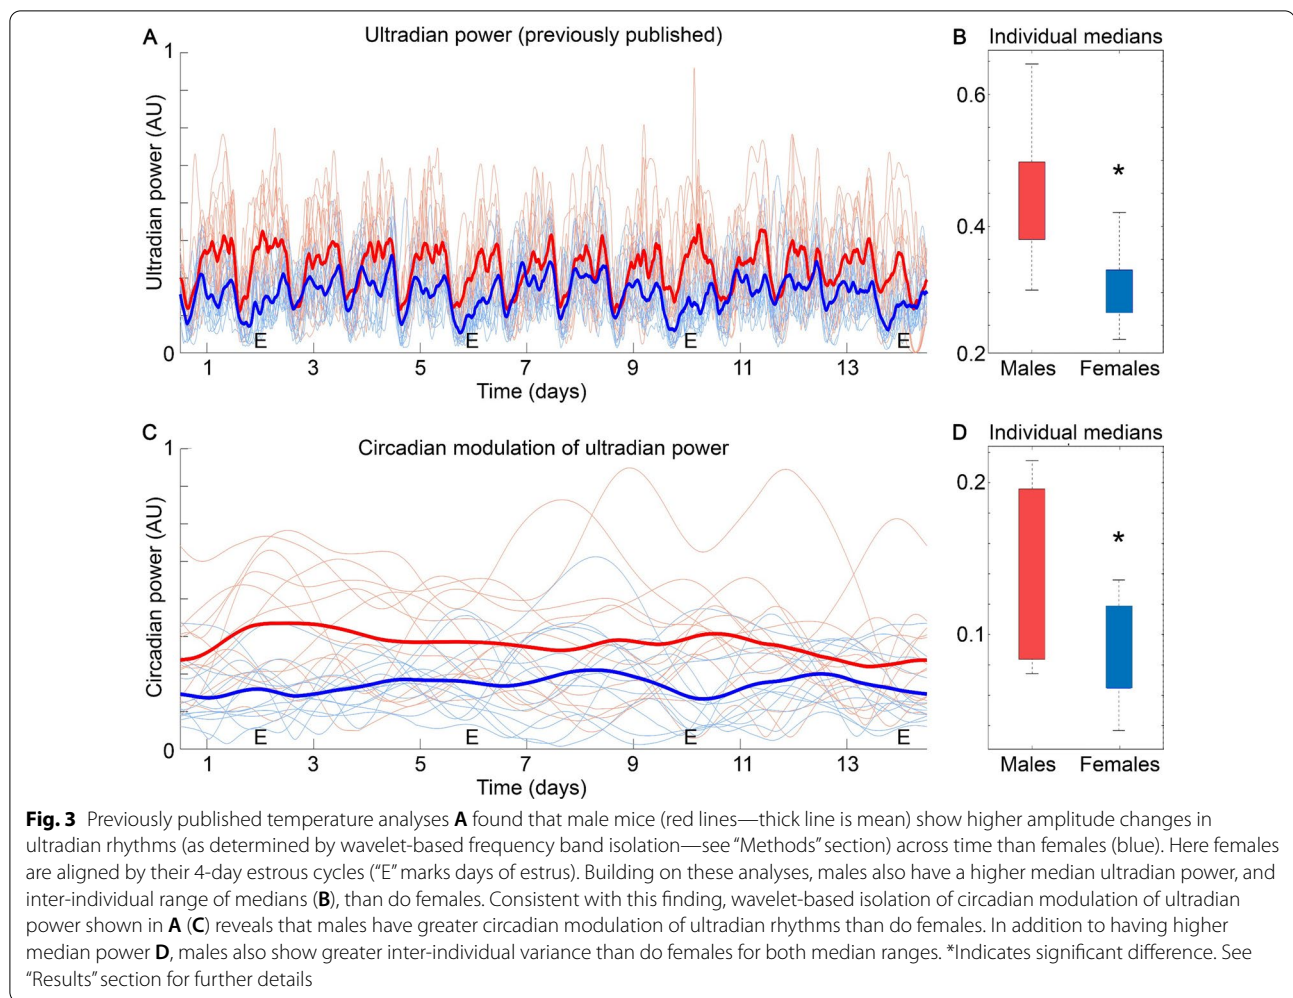 A
Ultradian power (previously published)
1
Ultradian power (AU)
0
E E E E
1 3 5 7 9 11 13
Time (days)
B Individual medians
0.6
0.4
0.2
*
Males Females
C
Circadian modulation of ultradian power
1
Circadian power (AU)
0
E E E E
1 3 5 7 9 11 13
Time (days)
D Individual medians
0.2
0.1
*
Males Females
Fig. 3 Previously published temperature analyses A found that male mice (red lines—thick line is mean) show higher amplitude changes in
ultradian rhythms (as determined by wavelet-based frequency band isolation—see “Methods” section) across time than females (blue). Here females
are aligned by their 4-day estrous cycles (“E” marks days of estrus). Building on these analyses, males also have a higher median ultradian power, and
inter-individual range of medians (B), than do females. Consistent with this finding, wavelet-based isolation of circadian modulation of ultradian
power shown in A (C) reveals that males have greater circadian modulation of ultradian rhythms than do females. In addition to having higher
median power D, males also show greater inter-individual variance than do females for both median ranges. *Indicates significant difference. See
“Results” section for further details